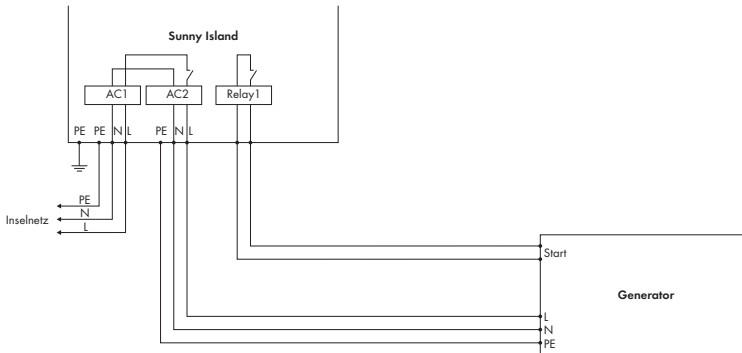 Sunny Island
AC1 AC2 Relay1
PE PE N L PE N L
PE
N
Inselnetz
L
Start
Generator
L
N
PE